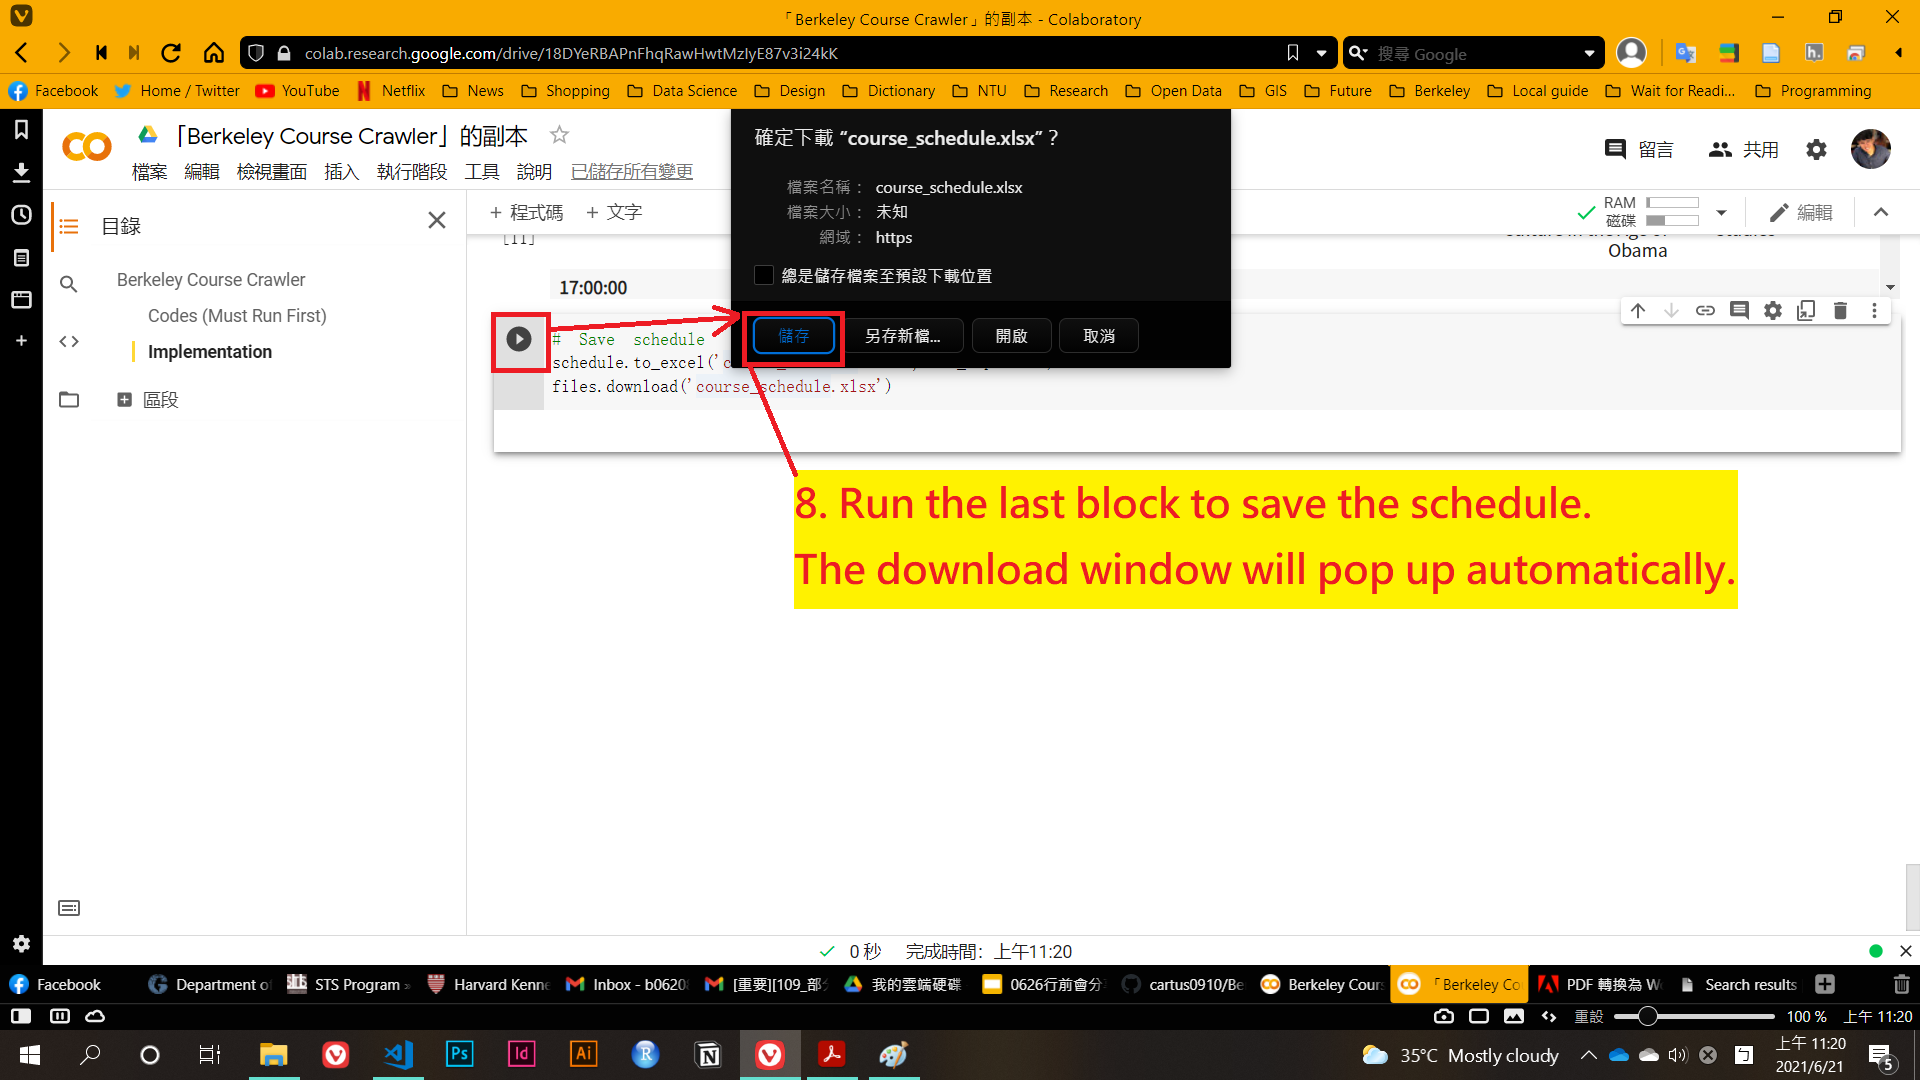 「Berkeley Course Crawler」的副本 - Colaboratory
colab.research.google.com/drive/18DYeRBAPnFhqRawHwtMzIyE87v3i24kK
搜尋 Google
Facebook Home / Twitter YouTube Netflix News Shopping Data Science Design Dictionary NTU Research Open Data GIS Future Berkeley Local guide Wait for Readi... Programming
「Berkeley Course Crawler」的副本
檔案 編輯 檢視畫面 插入 執行階段 工具 說明 已儲存所有變更
留言 共用
目錄
Berkeley Course Crawler
Codes (Must Run First)
Implementation
區段
+ 程式碼 + 文字
RAM
磁碟
編輯
[11]
Obama
17:00:00
確定下載 “course_schedule.xlsx”？
檔案名稱： course_schedule.xlsx
檔案大小： 未知
網域： https
總是儲存檔案至預設下載位置
儲存 另存新檔... 開啟 取消
# Save schedule
schedule.to_excel('c
files.download('course_schedule.xlsx')
8. Run the last block to save the schedule.
The download window will pop up automatically.
0 秒 完成時間：上午11:20
Facebook Department of STS Program Harvard Kenne Inbox - b0620 [重要][109_部 我的雲端硬碟 0626行前會分 cartus0910/Be Berkeley Cour 「Berkeley Co PDF 轉換為 W Search results
重設 100 % 上午 11:20
Ps Id Ai R N
35°C Mostly cloudy
上午 11:20
2021/6/21
5